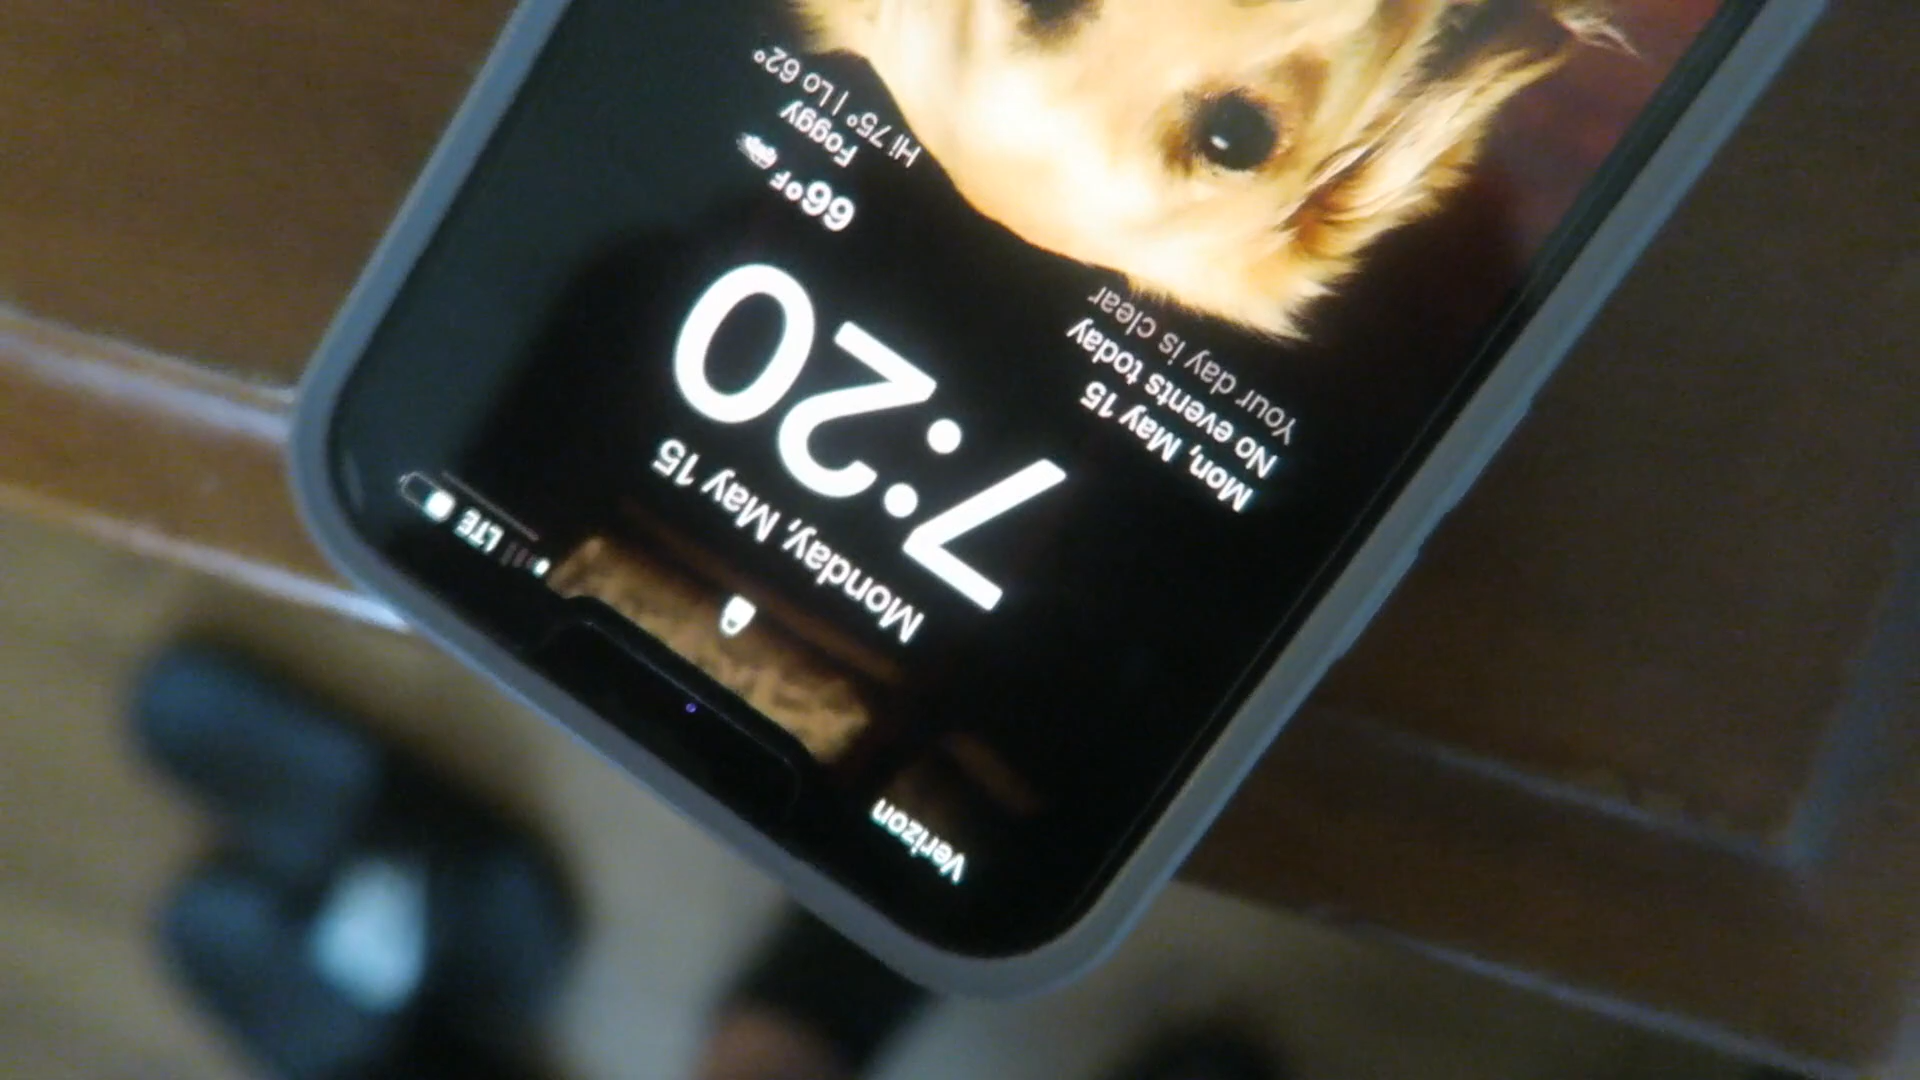 Verizon
LTE
Monday, May 15
7:20
Mon, May 15
No events today
Your day is clear
66°F
Foggy
Hi 75° | Lo 62°